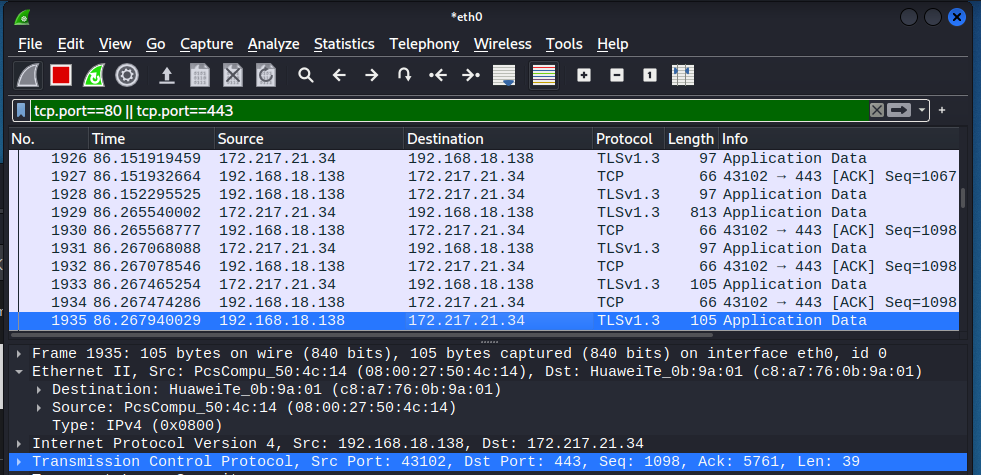 *eth0
File Edit View Go Capture Analyze Statistics Telephony Wireless Tools Help
tcp.port==80 || tcp.port==443
No. Time Source Destination Protocol Length Info
1926 86.151919459 172.217.21.34 192.168.18.138 TLSv1.3 97 Application Data
1927 86.151932664 192.168.18.138 172.217.21.34 TCP 66 43102 → 443 [ACK] Seq=1067
1928 86.152295525 192.168.18.138 172.217.21.34 TLSv1.3 97 Application Data
1929 86.265540002 172.217.21.34 192.168.18.138 TLSv1.3 813 Application Data
1930 86.265568777 192.168.18.138 172.217.21.34 TCP 66 43102 → 443 [ACK] Seq=1098
1931 86.267068088 172.217.21.34 192.168.18.138 TLSv1.3 97 Application Data
1932 86.267078546 192.168.18.138 172.217.21.34 TCP 66 43102 → 443 [ACK] Seq=1098
1933 86.267465254 172.217.21.34 192.168.18.138 TLSv1.3 105 Application Data
1934 86.267474286 192.168.18.138 172.217.21.34 TCP 66 43102 → 443 [ACK] Seq=1098
1935 86.267940029 192.168.18.138 172.217.21.34 TLSv1.3 105 Application Data
Frame 1935: 105 bytes on wire (840 bits), 105 bytes captured (840 bits) on interface eth0, id 0
Ethernet II, Src: PcsCompu_50:4c:14 (08:00:27:50:4c:14), Dst: HuaweiTe_0b:9a:01 (c8:a7:76:0b:9a:01)
Destination: HuaweiTe_0b:9a:01 (c8:a7:76:0b:9a:01)
Source: PcsCompu_50:4c:14 (08:00:27:50:4c:14)
Type: IPv4 (0x0800)
Internet Protocol Version 4, Src: 192.168.18.138, Dst: 172.217.21.34
Transmission Control Protocol, Src Port: 43102, Dst Port: 443, Seq: 1098, Ack: 5761, Len: 39